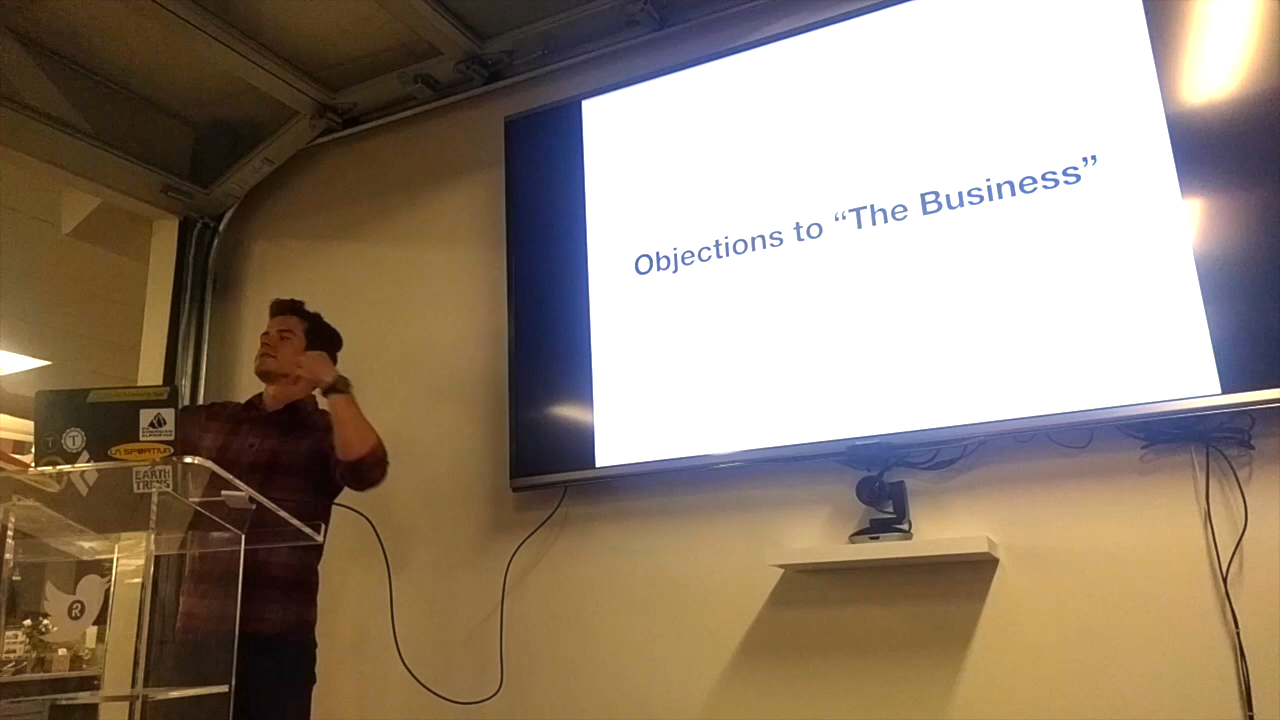 Objections to “The Business”
LA SPORTIVA
EARTH
TREKS
T
T
R